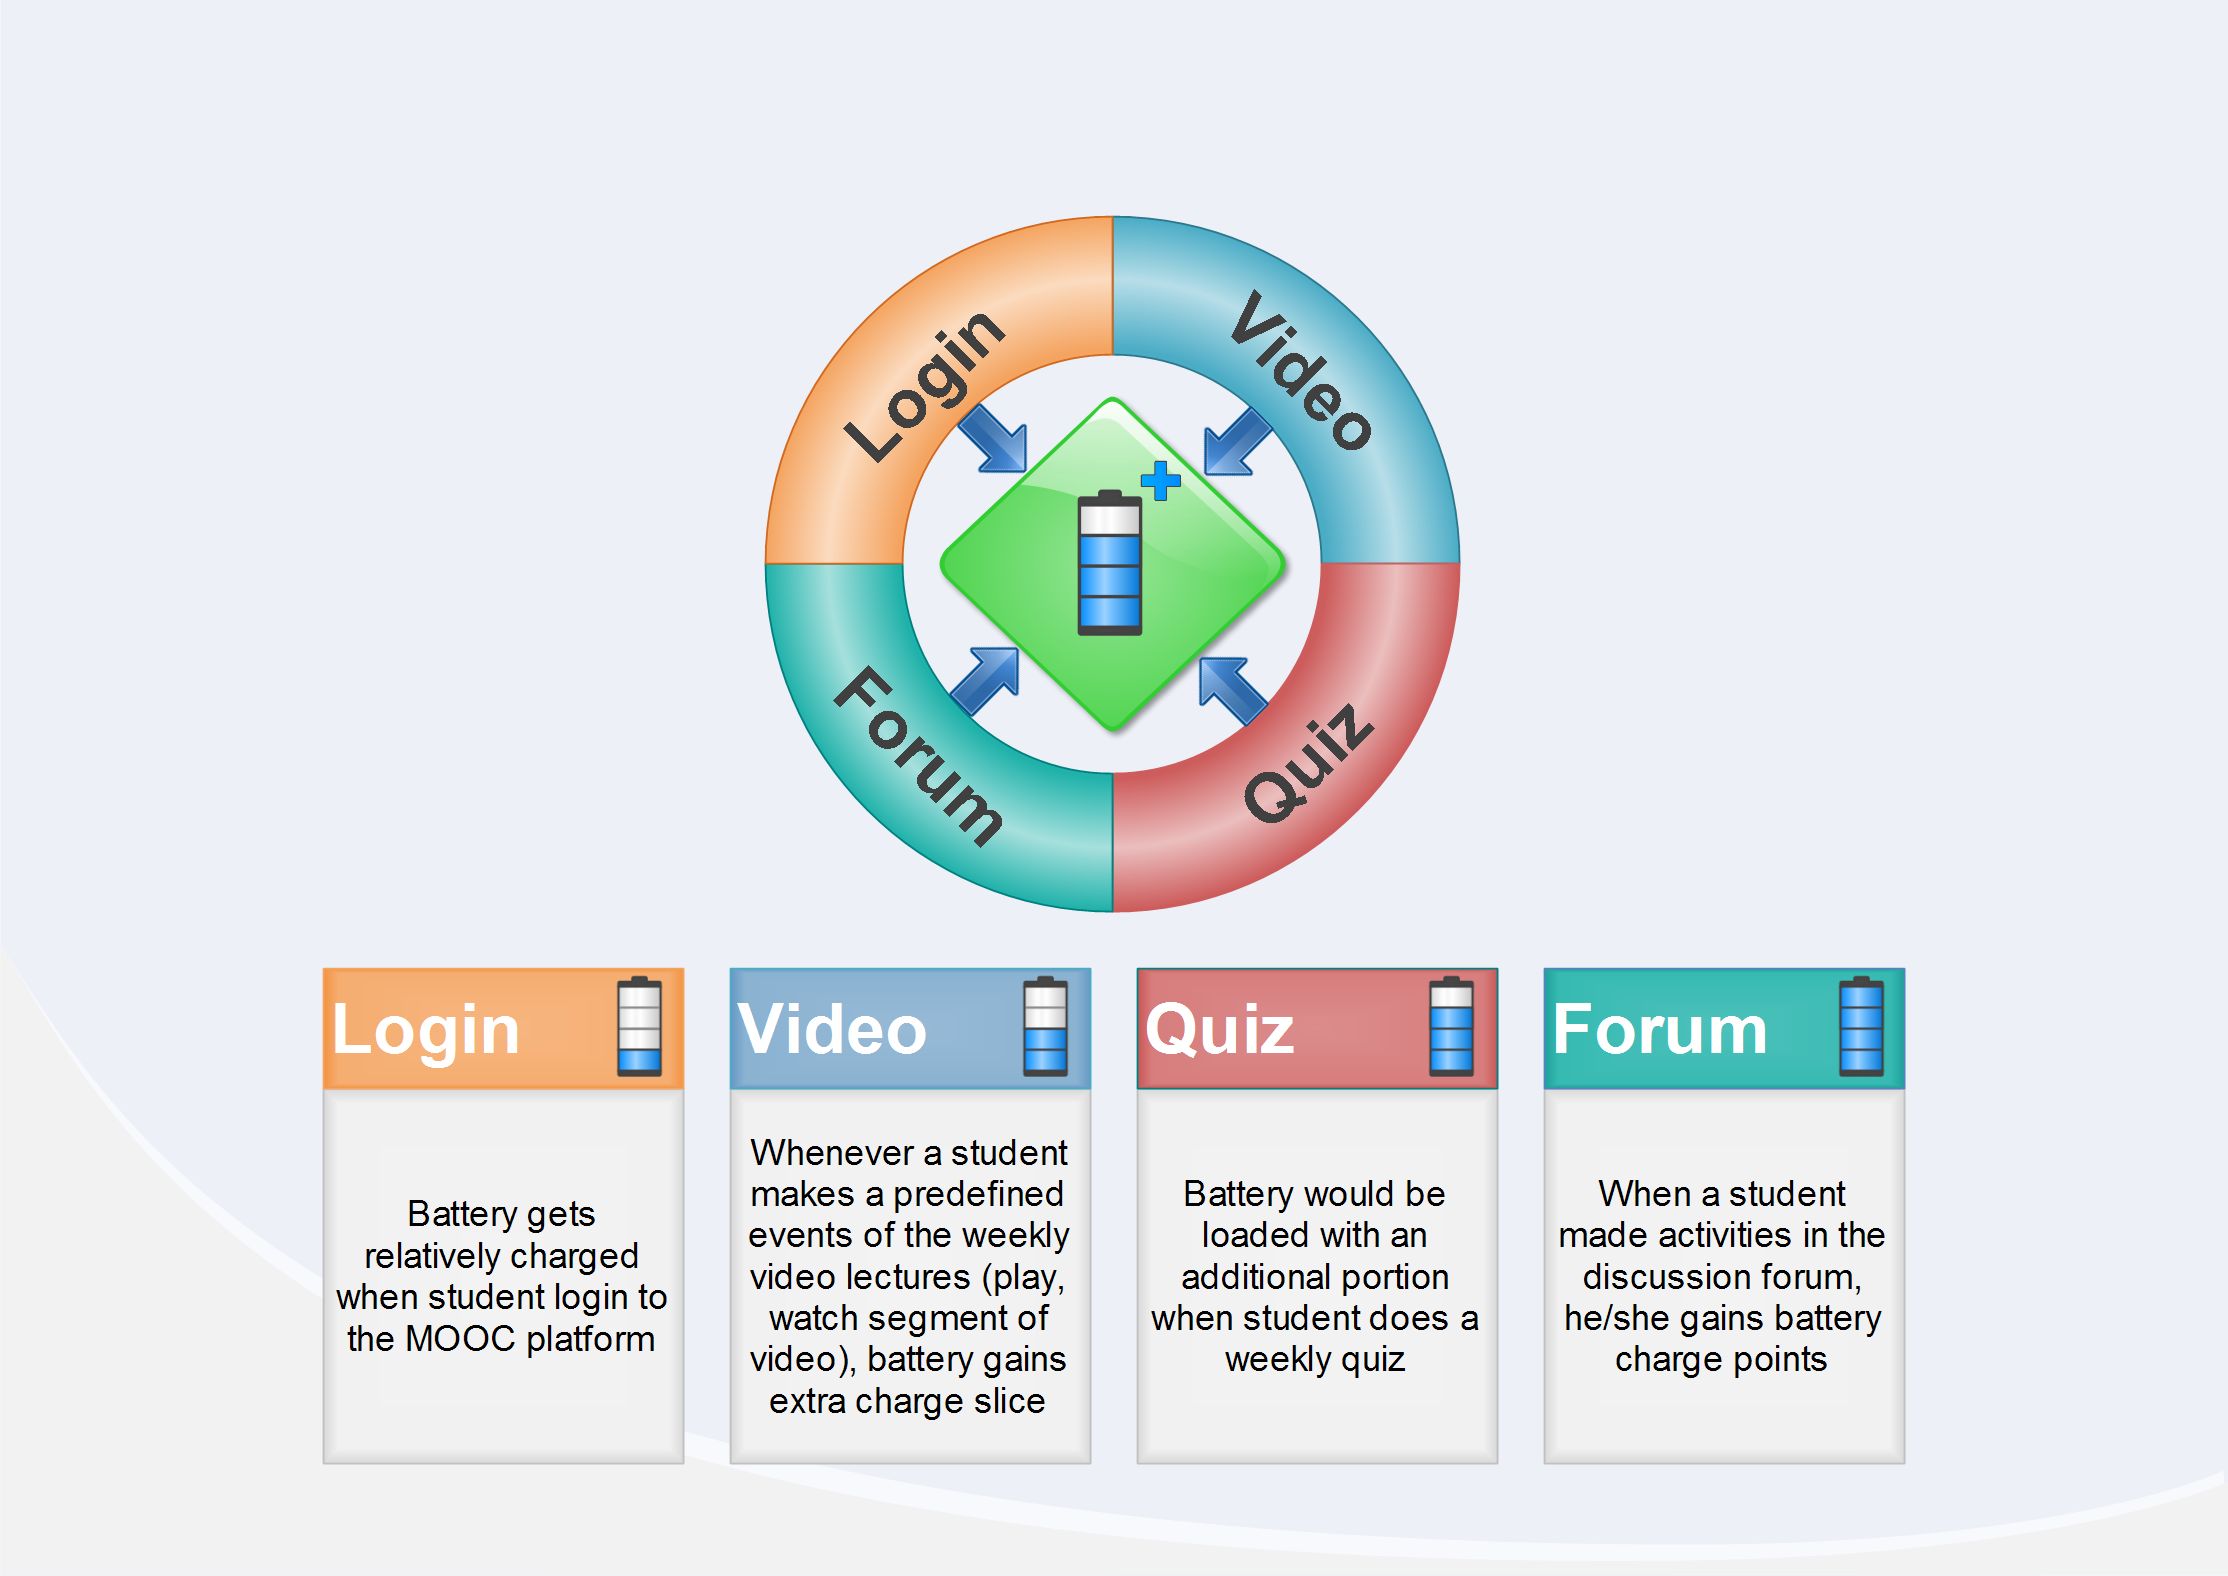 Login
Video
Forum
Quiz
Login
Battery gets
relatively charged
when student login to
the MOOC platform
Video
Whenever a student
makes a predefined
events of the weekly
video lectures (play,
watch segment of
video), battery gains
extra charge slice
Quiz
Battery would be
loaded with an
additional portion
when student does a
weekly quiz
Forum
When a student
made activities in the
discussion forum,
he/she gains battery
charge points